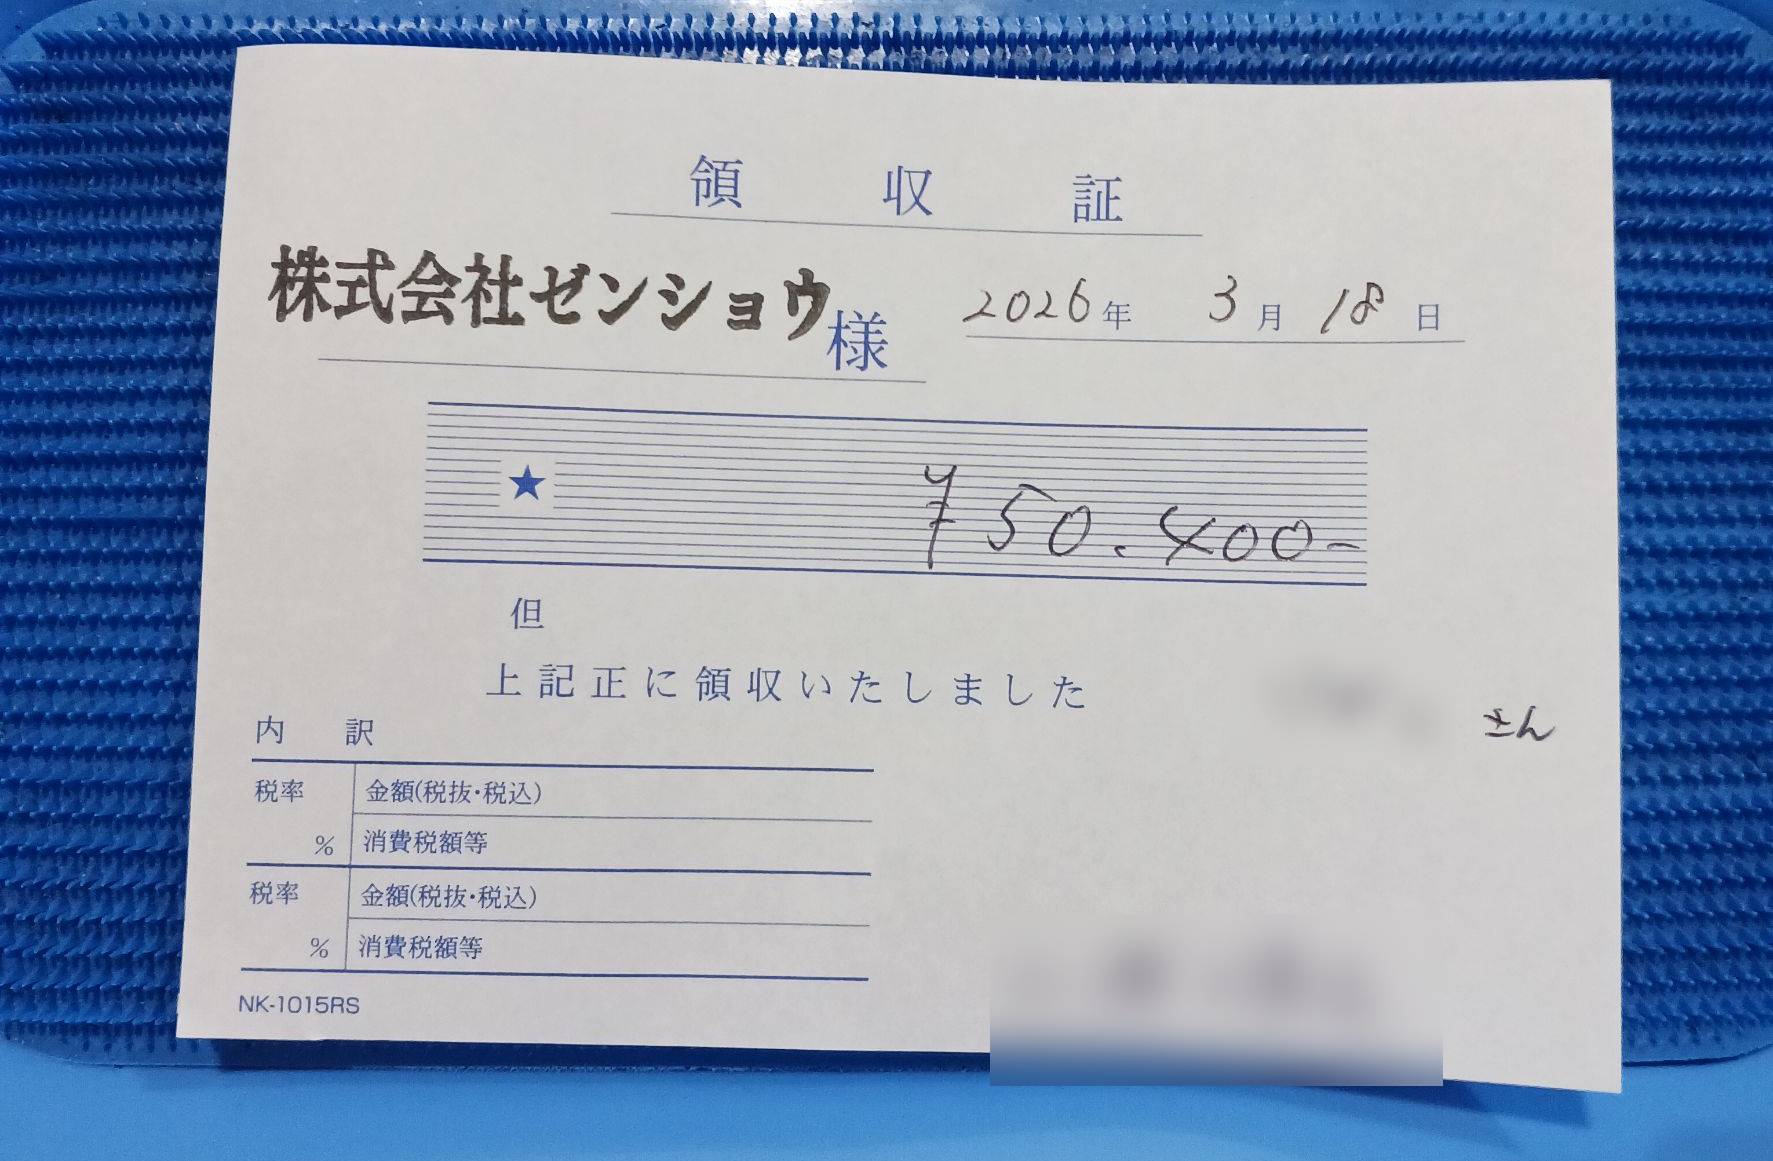 領収証
株式会社ゼンショウ様 2026年 3月 18日
★ ¥50.400-
但
上記正に領収いたしました
さん
内訳
税率 % 金額(税抜・税込)
消費税額等
税率 % 金額(税抜・税込)
消費税額等
NK-1015RS